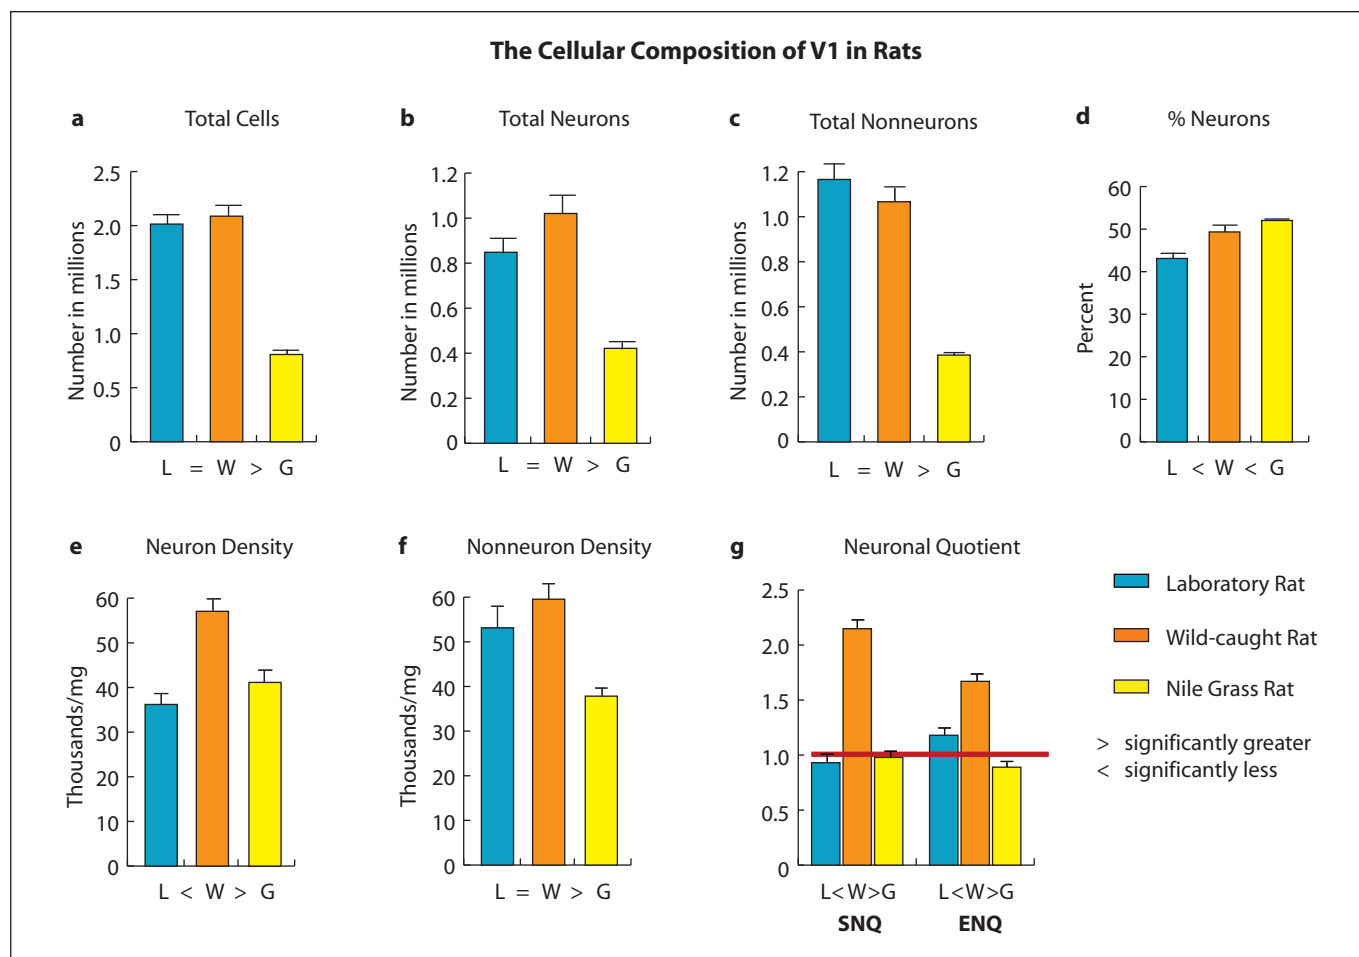 The Cellular Composition of V1 in Rats
a Total Cells
Number in millions
2.5
2.0
1.5
1.0
0.5
0
L = W > G
b Total Neurons
Number in millions
1.2
1.0
0.8
0.6
0.4
0.2
0
L = W > G
c Total Nonneurons
Number in millions
1.2
1.0
1.2
0.6
0.4
0.2
0
L = W > G
d % Neurons
Percent
60
50
40
50
20
10
0
L < W < G
e Neuron Density
Thousands/mg
60
50
40
30
20
10
0
L < W > G
f Nonneuron Density
Thousands/mg
60
50
40
30
20
10
0
L = W > G
g Neuronal Quotient
2.5
2.0
1.5
1.0
0.5
0
L<W>G L<W>G
SNQ ENQ
Laboratory Rat
Wild-caught Rat
Nile Grass Rat
> significantly greater
< significantly less